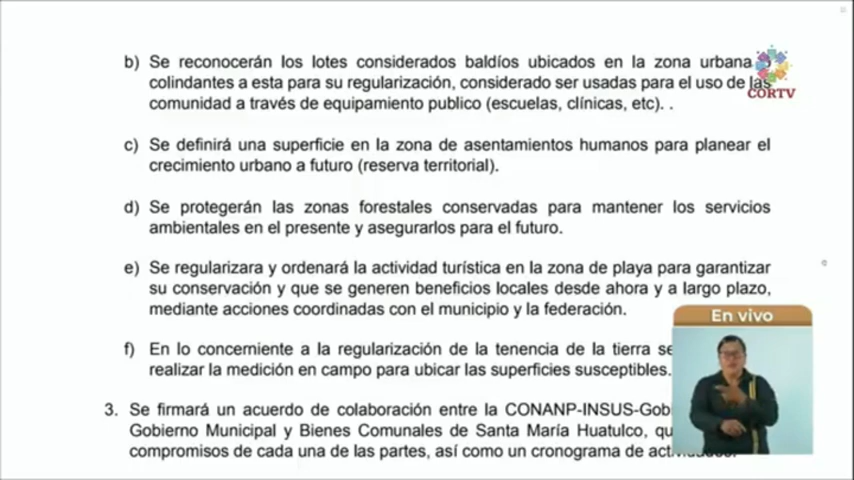 b) Se reconocerán los lotes considerados baldíos ubicados en la zona urbana
colindantes a esta para su regularización, considerado ser usadas para el uso de las
comunidad a través de equipamiento publico (escuelas, clínicas, etc). .
CORTV
c) Se definirá una superficie en la zona de asentamientos humanos para planear el
crecimiento urbano a futuro (reserva territorial).
d) Se protegerán las zonas forestales conservadas para mantener los servicios
ambientales en el presente y asegurarlos para el futuro.
e) Se regularizara y ordenará la actividad turística en la zona de playa para garantizar
su conservación y que se generen beneficios locales desde ahora y a largo plazo,
mediante acciones coordinadas con el municipio y la federación.
En vivo
f) En lo concerniente a la regularización de la tenencia de la tierra
realizar la medición en campo para ubicar las superficies susceptibles.
3. Se firmará un acuerdo de colaboración entre la CONANP-INSUS-
Gobierno Municipal y Bienes Comunales de Santa María Huatulco,
compromisos de cada una de las partes, así como un cronograma de